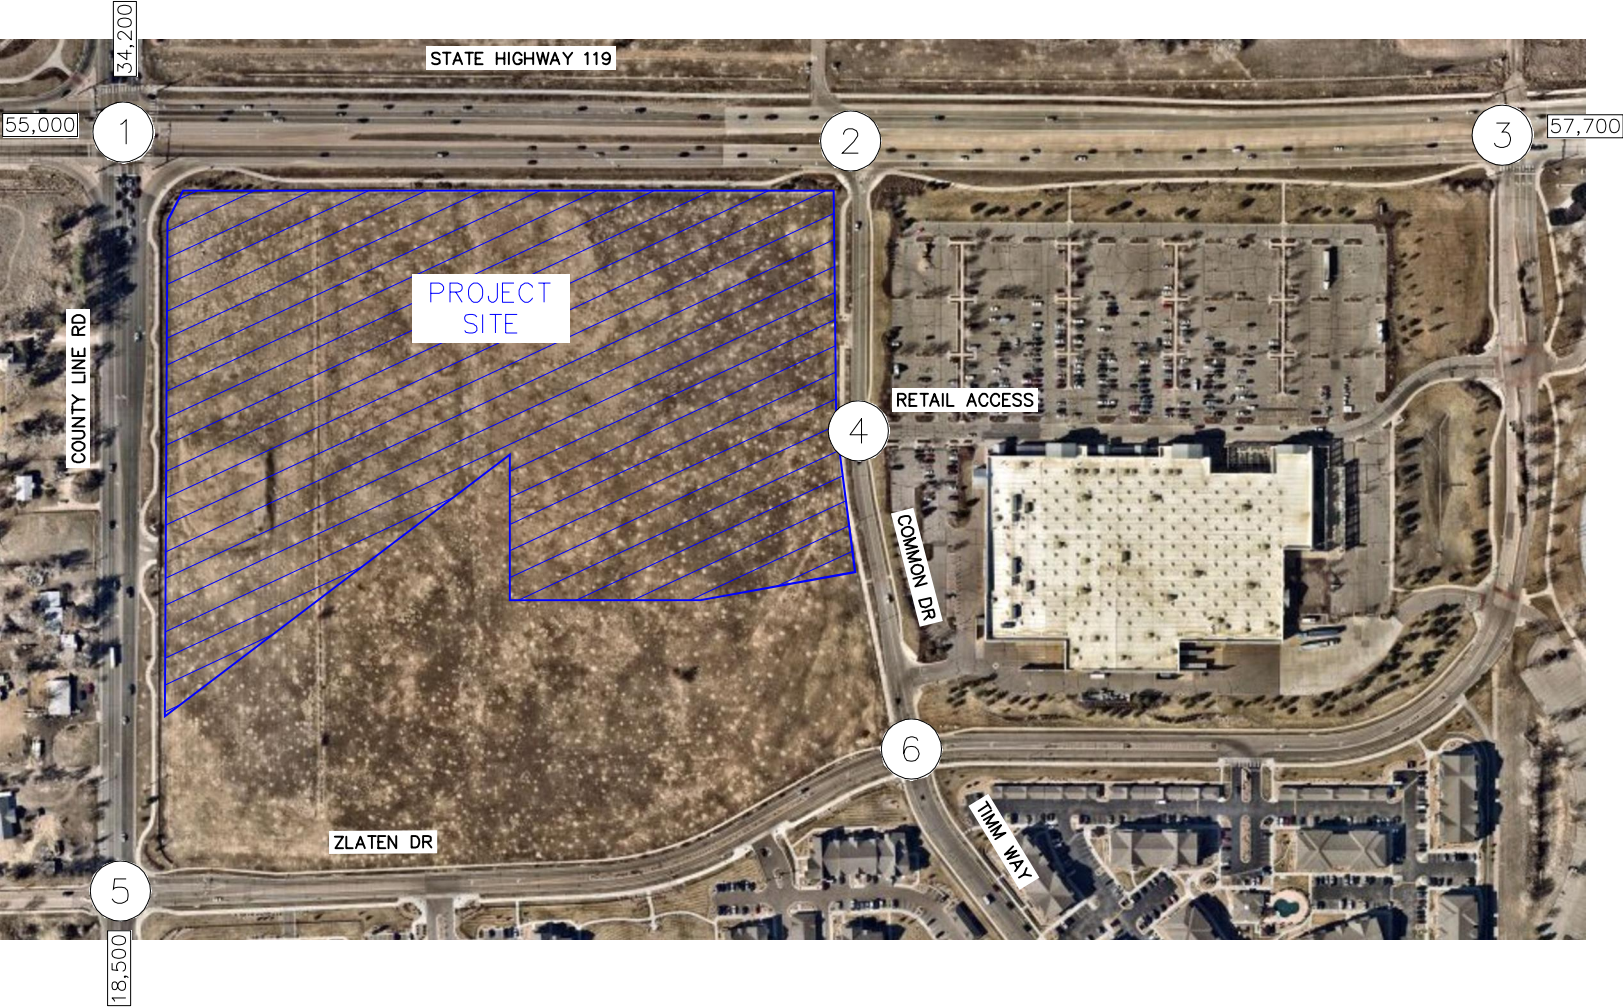 34,200
STATE HIGHWAY 119
55,000
1
2
3
57,700
PROJECT
SITE
COUNTY LINE RD
RETAIL ACCESS
4
COMMON DR
6
TIMM WAY
ZLATEN DR
5
18,500